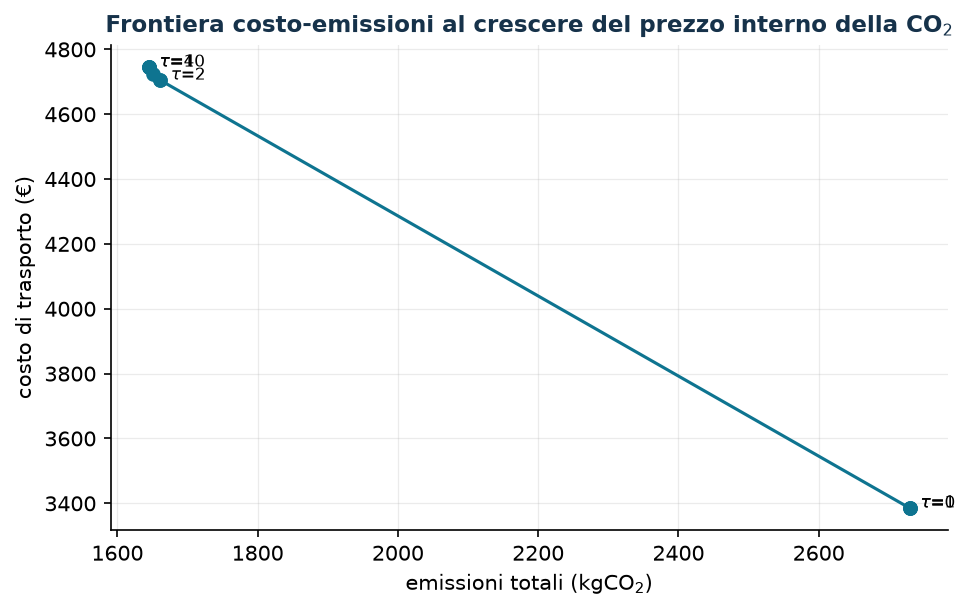 Frontiera costo-emissioni al crescere del prezzo interno della CO₂
4800
4600
4400
4200
4000
3800
3600
3400
costo di trasporto (€)
τ=2
1600 1800 2000 2200 2400 2600
emissioni totali (kgCO₂)